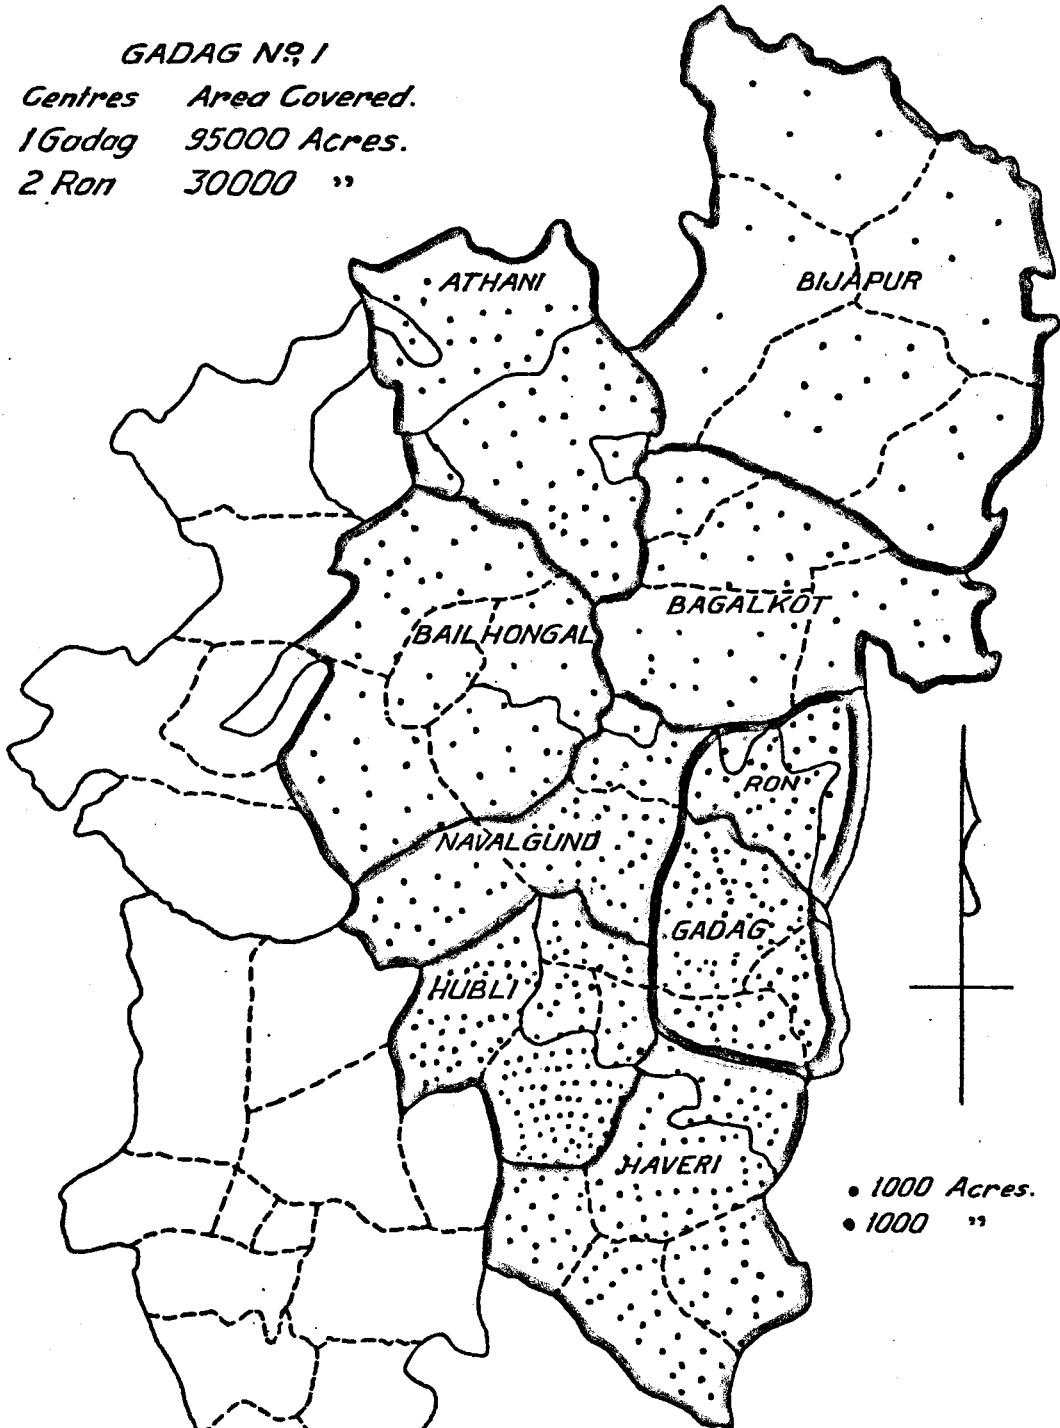 GADAG No. 1
Centres Area Covered.
1 Gadag 95000 Acres.
2 Ron 30000 ”
ATHANI
BIJAPUR
BAGALKOT
BAILHONGAL
RON
NAVALGUND
GADAG
HUBLI
HAVERI
• 1000 Acres.
• 1000 ”